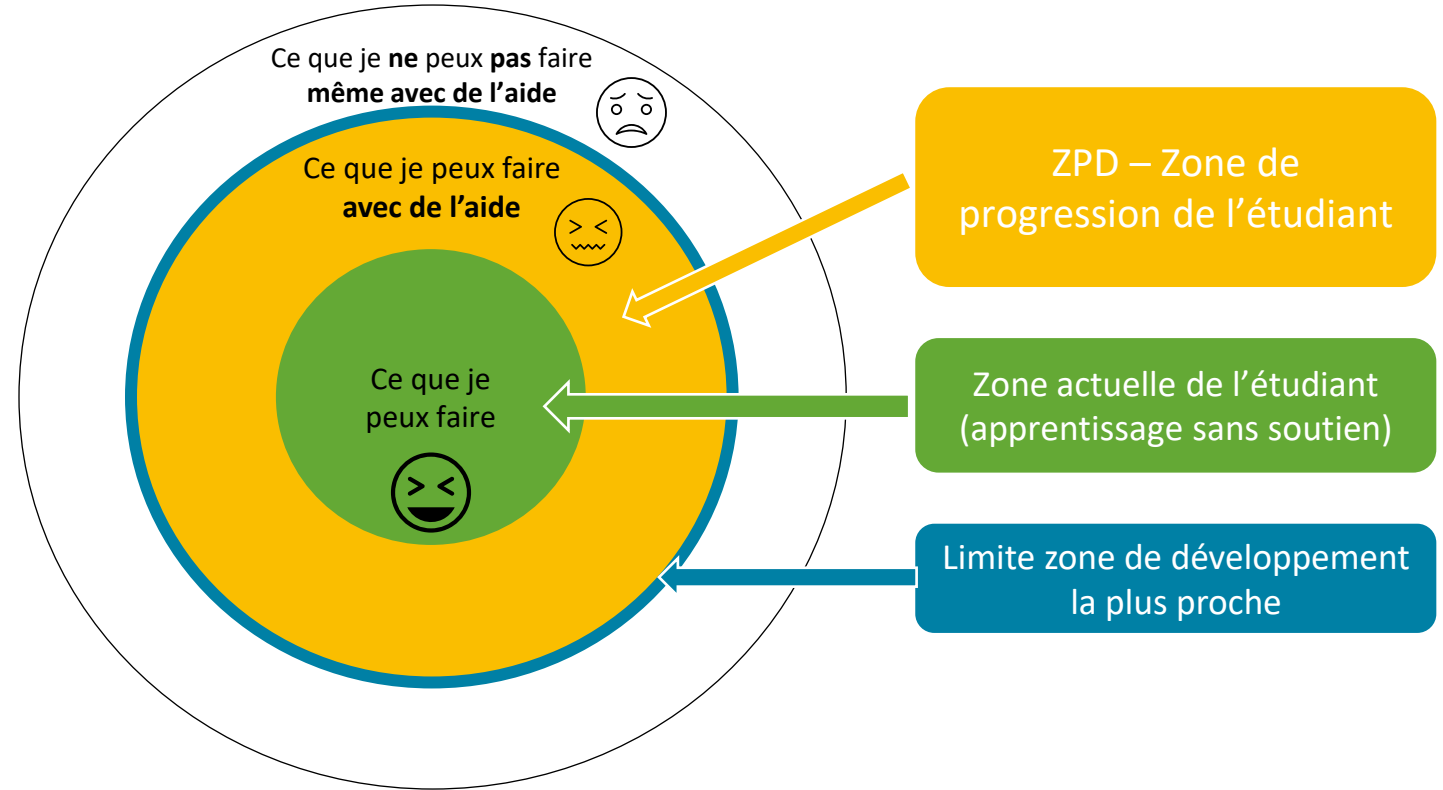 Ce que je ne peux pas faire
même avec de l’aide
Ce que je peux faire
avec de l’aide
Ce que je
peux faire
ZPD – Zone de
progression de l’étudiant
Zone actuelle de l’étudiant
(apprentissage sans soutien)
Limite zone de développement
la plus proche